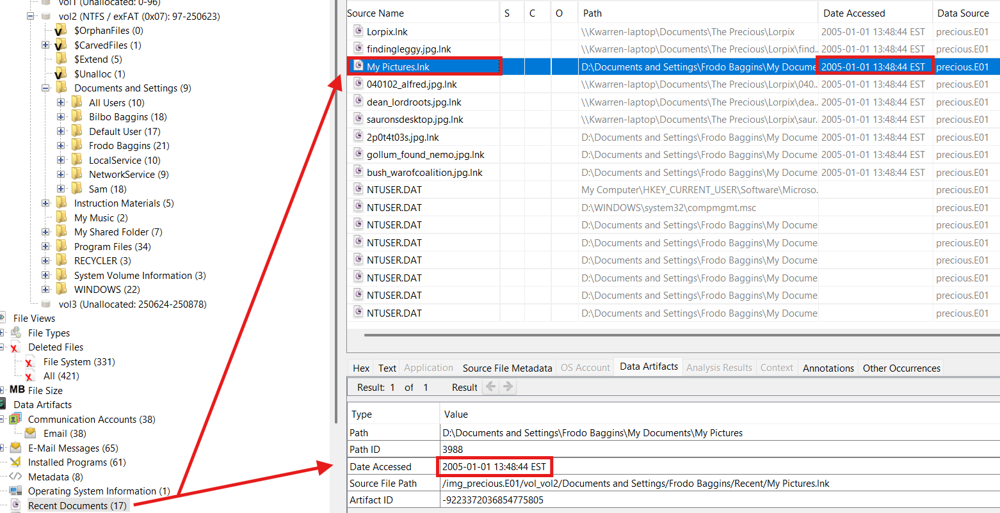 vol1 (Unallocated: 0-96)
vol2 (NTFS / exFAT (0x07): 97-250623)
$OrphanFiles (0)
$CarvedFiles (1)
$Extend (5)
$Unalloc (1)
Documents and Settings (9)
All Users (10)
Bilbo Baggins (18)
Default User (17)
Frodo Baggins (21)
LocalService (10)
NetworkService (9)
Sam (18)
Instruction Materials (5)
My Music (2)
My Shared Folder (7)
Program Files (34)
RECYCLER (3)
System Volume Information (3)
WINDOWS (22)
vol3 (Unallocated: 250624-250878)
File Views
File Types
Deleted Files
File System (331)
All (421)
MB File Size
Data Artifacts
Communication Accounts (38)
Email (38)
E-Mail Messages (65)
Installed Programs (61)
Metadata (8)
Operating System Information (1)
Recent Documents (17)
Source Name S C O Path Date Accessed Data Source
Lorpix.lnk \\Kwarren-laptop\Documents\The Precious\Lorpix 2005-01-01 13:48:44 EST precious.E01
findingleggy.jpg.lnk \\Kwarren-laptop\Documents\The Precious\Lorpix\find... 2005-01-01 13:48:44 EST precious.E01
My Pictures.lnk D:\Documents and Settings\Frodo Baggins\My Docume 2005-01-01 13:48:44 EST precious.E01
040102_alfred.jpg.lnk \\Kwarren-laptop\Documents\The Precious\Lorpix\040... 2005-01-01 13:48:44 EST precious.E01
dean_lordroots.jpg.lnk \\Kwarren-laptop\Documents\The Precious\Lorpix\dea... 2005-01-01 13:48:44 EST precious.E01
sauronsdesktop.jpg.lnk \\Kwarren-laptop\Documents\The Precious\Lorpix\saur... 2005-01-01 13:48:44 EST precious.E01
2p0t4t03s.jpg.lnk D:\Documents and Settings\Frodo Baggins\My Docume 2005-01-01 13:48:44 EST precious.E01
gollum_found_nemo.jpg.lnk D:\Documents and Settings\Frodo Baggins\My Docume 2005-01-01 13:48:44 EST precious.E01
bush_warofcoalition.jpg.lnk D:\Documents and Settings\Frodo Baggins\My Docume 2005-01-01 13:48:44 EST precious.E01
NTUSER.DAT My Computer\HKEY_CURRENT_USER\Software\Microso... precious.E01
NTUSER.DAT D:\WINDOWS\system32\compmgmt.msc precious.E01
NTUSER.DAT D:\Documents and Settings\Frodo Baggins\My Docume precious.E01
NTUSER.DAT D:\Documents and Settings\Frodo Baggins\My Docume precious.E01
NTUSER.DAT D:\Documents and Settings\Frodo Baggins\My Docume precious.E01
NTUSER.DAT D:\Documents and Settings\Frodo Baggins\My Docume precious.E01
NTUSER.DAT D:\Documents and Settings\Frodo Baggins\My Docume precious.E01
NTUSER.DAT D:\Documents and Settings\Frodo Baggins\My Docume precious.E01
Hex Text Application Source File Metadata OS Account Data Artifacts Analysis Results Context Annotations Other Occurrences
Result: 1 of 1 Result
Type Value
Path D:\Documents and Settings\Frodo Baggins\My Documents\My Pictures
Path ID 3988
Date Accessed 2005-01-01 13:48:44 EST
Source File Path /img_precious.E01/vol_vol2/Documents and Settings/Frodo Baggins/Recent/My Pictures.lnk
Artifact ID -9223372036854775805